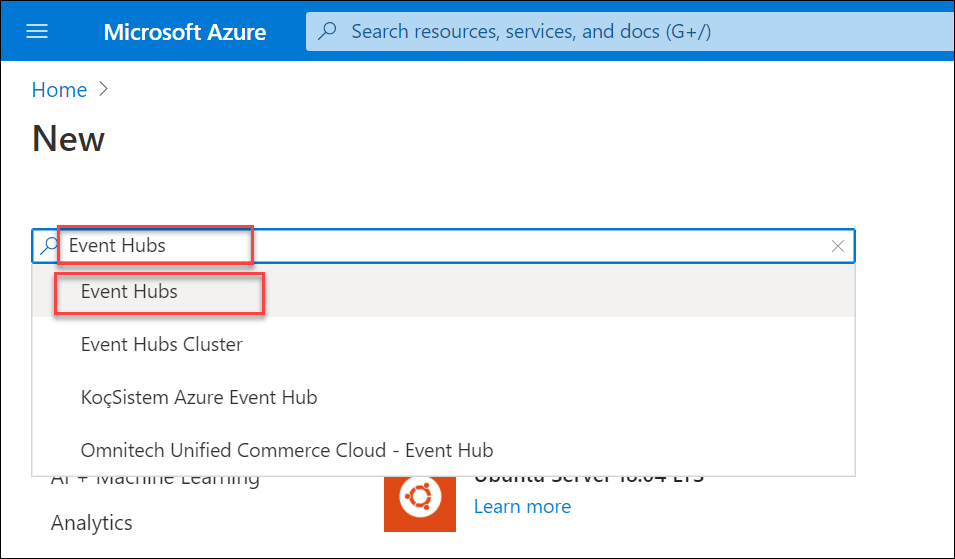 Microsoft Azure
Search resources, services, and docs (G+/)
Home
New
Event Hubs
Event Hubs
Event Hubs Cluster
KoçSistem Azure Event Hub
Omnitech Unified Commerce Cloud - Event Hub
AI + Machine Learning
Ubuntu Server 18.04 LTS
Learn more
Analytics